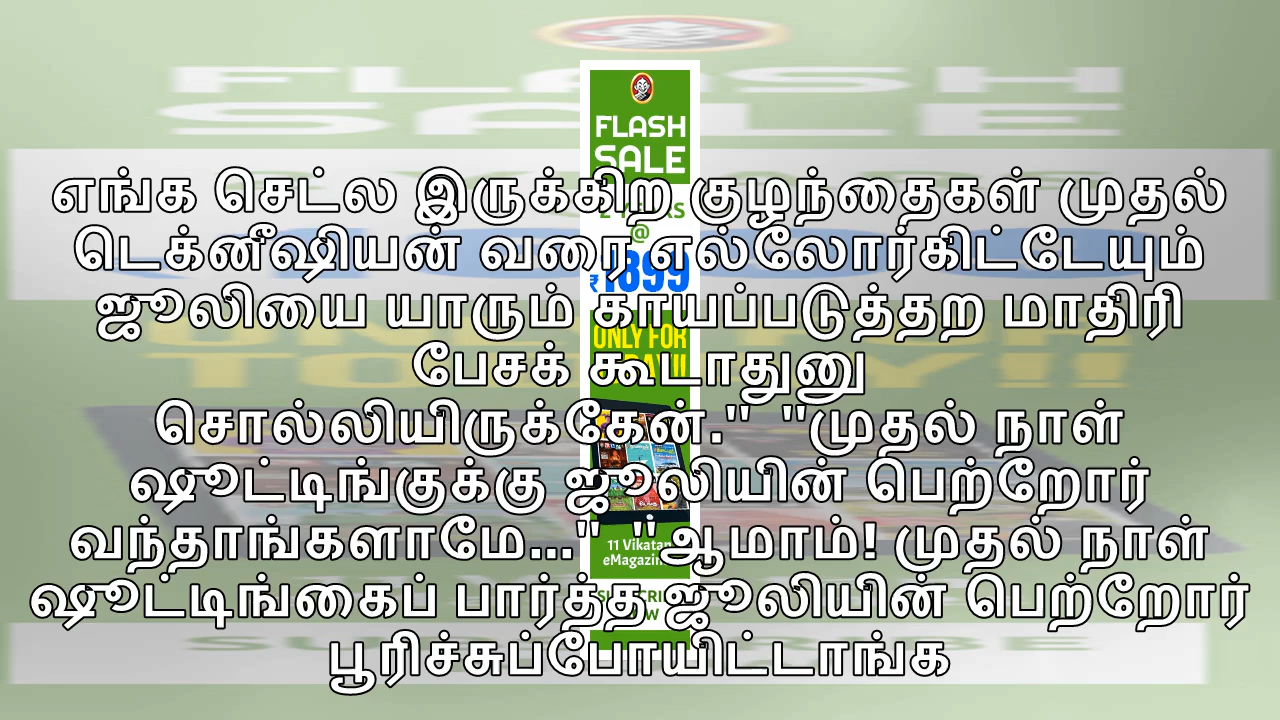 FLASH
SALE
எங்க செட்ல இருக்கிற குழந்தைகள் முதல்
டெக்னீஷியன் வரை எல்லோர்கிட்டேயும்
@
₹1899
ஜூலியை யாரும் காயப்படுத்தற மாதிரி
ONLY FOR
பேசக் கூடாதுனு
சொல்லியிருக்கேன்." "முதல் நாள்
ஷூட்டிங்குக்கு ஜூலியின் பெற்றோர்
வந்தாங்களாமே..." "ஆமாம்! முதல் நாள்
11 Vikatan
ஷூட்டிங்கைப் பார்த்த ஜூலியின் பெற்றோர்
பூரிச்சுப்போயிட்டாங்க